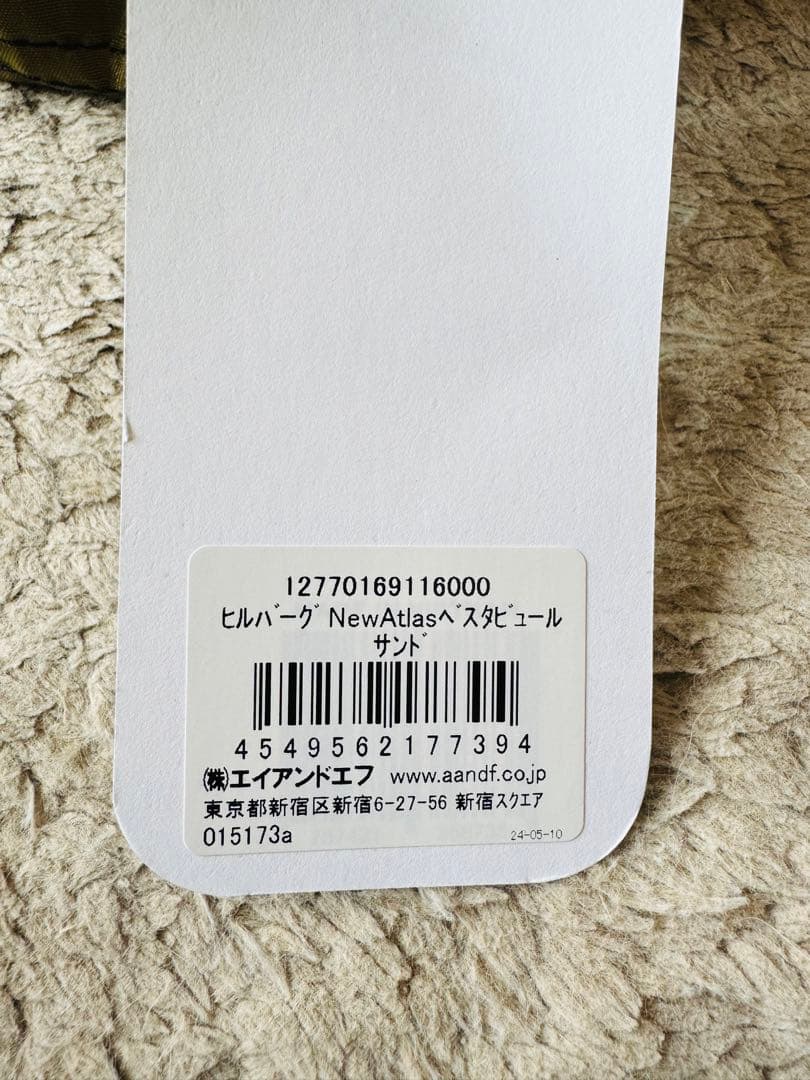 12770169116000
ﾋﾙﾊﾞｰｸﾞ NewAtlasﾍﾞｽﾀﾋﾞｭｰﾙ
ｻﾝﾄﾞ
4549562177394
㈱エイアンドエフ www.aandf.co.jp
東京都新宿区新宿6-27-56 新宿スクエア
015173a 24-05-10